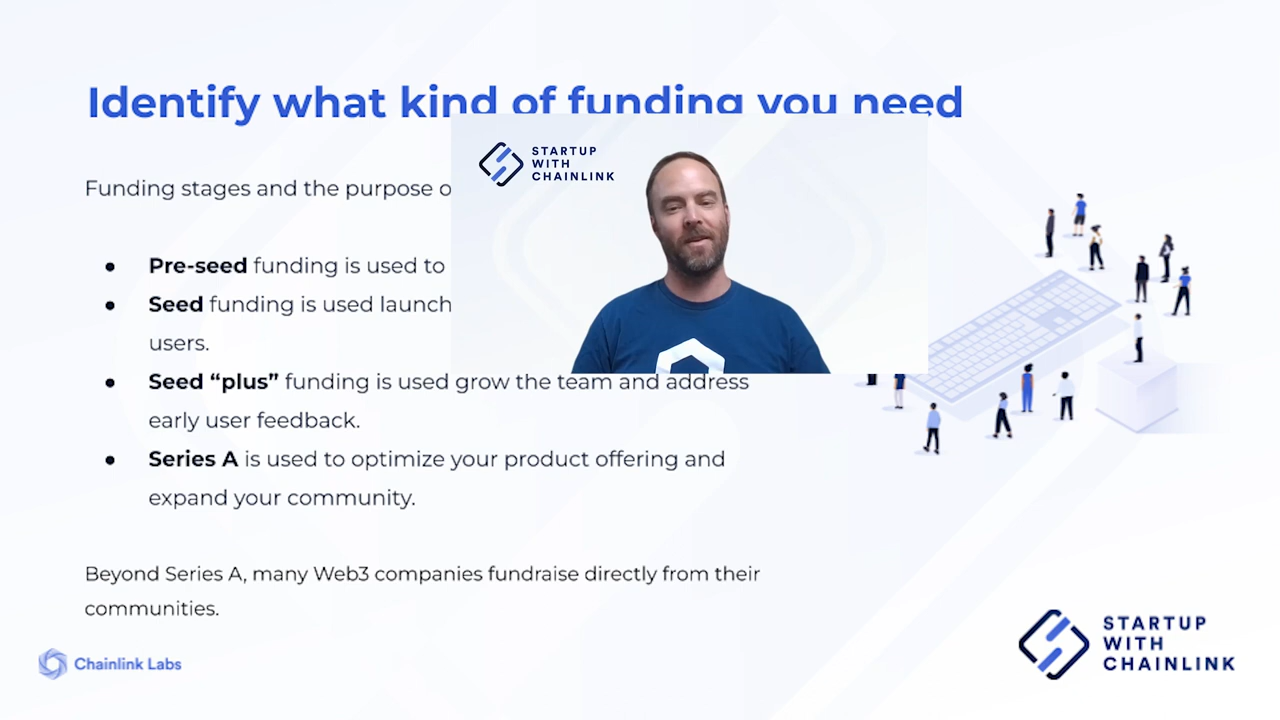 Identify what kind of funding you need
STARTUP
WITH
CHAINLINK
Funding stages and the purpose
Pre-seed funding is used to
Seed funding is used launch
users.
Seed “plus” funding is used grow the team and address
early user feedback.
Series A is used to optimize your product offering and
expand your community.
Beyond Series A, many Web3 companies fundraise directly from their
communities.
Chainlink Labs
STARTUP
WITH
CHAINLINK